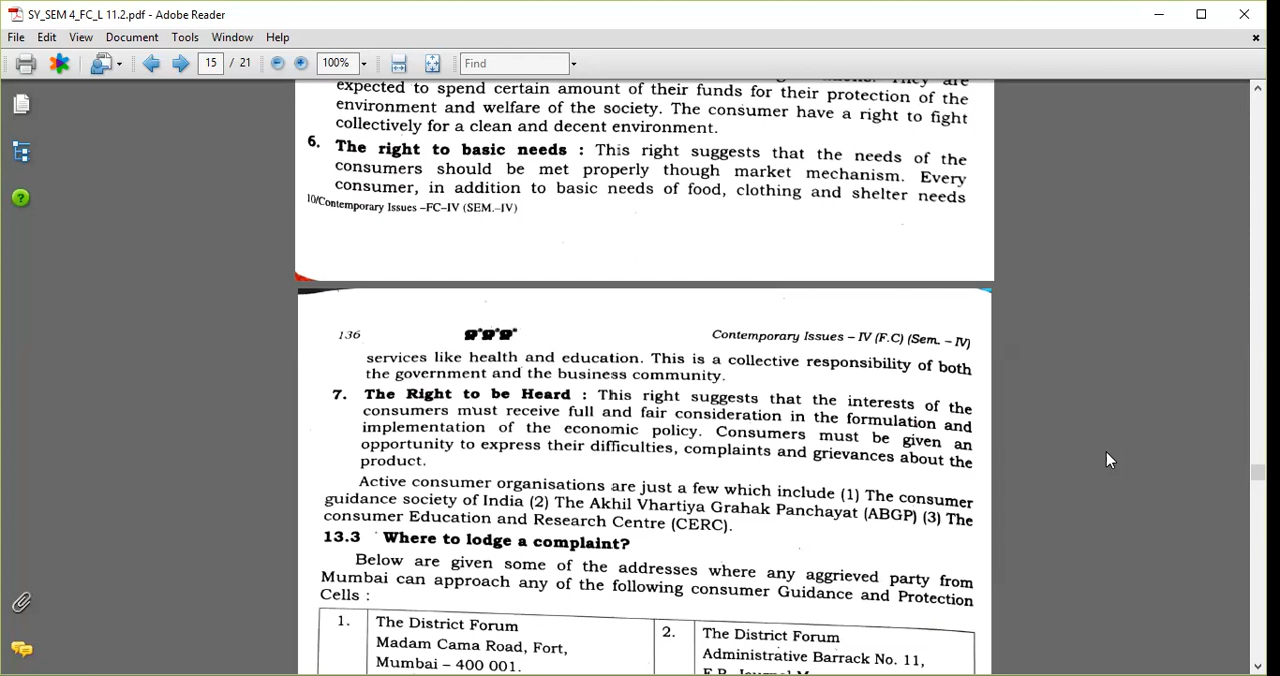 SY_SEM 4_FC_L 11.2.pdf - Adobe Reader
File Edit View Document Tools Window Help
15 / 21 100% Find
They are
expected to spend certain amount of their funds for their protection of the
environment and welfare of the society. The consumer have a right to fight
collectively for a clean and decent environment.
6. The right to basic needs : This right suggests that the needs of the
consumers should be met properly though market mechanism. Every
consumer, in addition to basic needs of food, clothing and shelter needs
10/Contemporary Issues –FC–IV (SEM.–IV)
136 Contemporary Issues – IV (F.C) (Sem. – IV)
services like health and education. This is a collective responsibility of both
the government and the business community.
7. The Right to be Heard : This right suggests that the interests of the
consumers must receive full and fair consideration in the formulation and
implementation of the economic policy. Consumers must be given an
opportunity to express their difficulties, complaints and grievances about the
product.
Active consumer organisations are just a few which include (1) The consumer
guidance society of India (2) The Akhil Vhartiya Grahak Panchayat (ABGP) (3) The
consumer Education and Research Centre (CERC).
13.3 Where to lodge a complaint?
Below are given some of the addresses where any aggrieved party from
Mumbai can approach any of the following consumer Guidance and Protection
Cells :
1. The District Forum
Madam Cama Road, Fort,
Mumbai – 400 001.
2. The District Forum
Administrative Barrack No. 11,